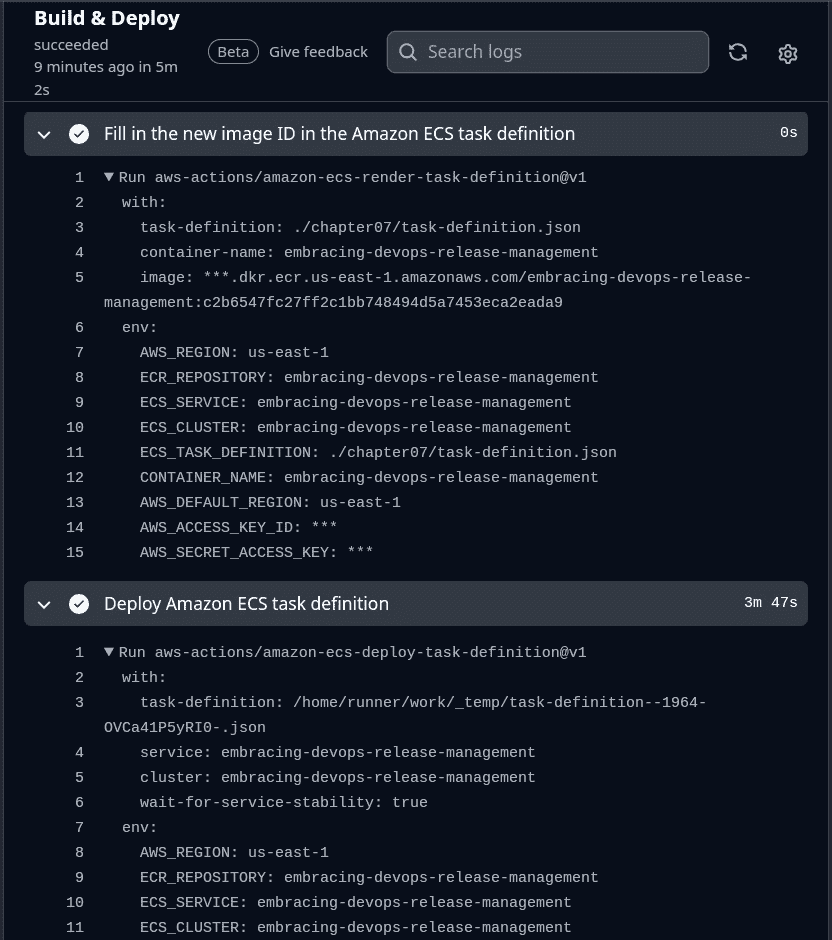 Build & Deploy
succeeded
9 minutes ago in 5m
2s
Beta Give feedback
Search logs
Fill in the new image ID in the Amazon ECS task definition 0s
1 ▼ Run aws-actions/amazon-ecs-render-task-definition@v1
2 with:
3 task-definition: ./chapter07/task-definition.json
4 container-name: embracing-devops-release-management
5 image: ***.dkr.ecr.us-east-1.amazonaws.com/embracing-devops-release-
management:c2b6547fc27ff2c1bb748494d5a7453eca2eada9
6 env:
7 AWS_REGION: us-east-1
8 ECR_REPOSITORY: embracing-devops-release-management
9 ECS_SERVICE: embracing-devops-release-management
10 ECS_CLUSTER: embracing-devops-release-management
11 ECS_TASK_DEFINITION: ./chapter07/task-definition.json
12 CONTAINER_NAME: embracing-devops-release-management
13 AWS_DEFAULT_REGION: us-east-1
14 AWS_ACCESS_KEY_ID: ***
15 AWS_SECRET_ACCESS_KEY: ***
Deploy Amazon ECS task definition 3m 47s
1 ▼ Run aws-actions/amazon-ecs-deploy-task-definition@v1
2 with:
3 task-definition: /home/runner/work/_temp/task-definition--1964-
OVCa41P5yRI0-.json
4 service: embracing-devops-release-management
5 cluster: embracing-devops-release-management
6 wait-for-service-stability: true
7 env:
8 AWS_REGION: us-east-1
9 ECR_REPOSITORY: embracing-devops-release-management
10 ECS_SERVICE: embracing-devops-release-management
11 ECS_CLUSTER: embracing-devops-release-management